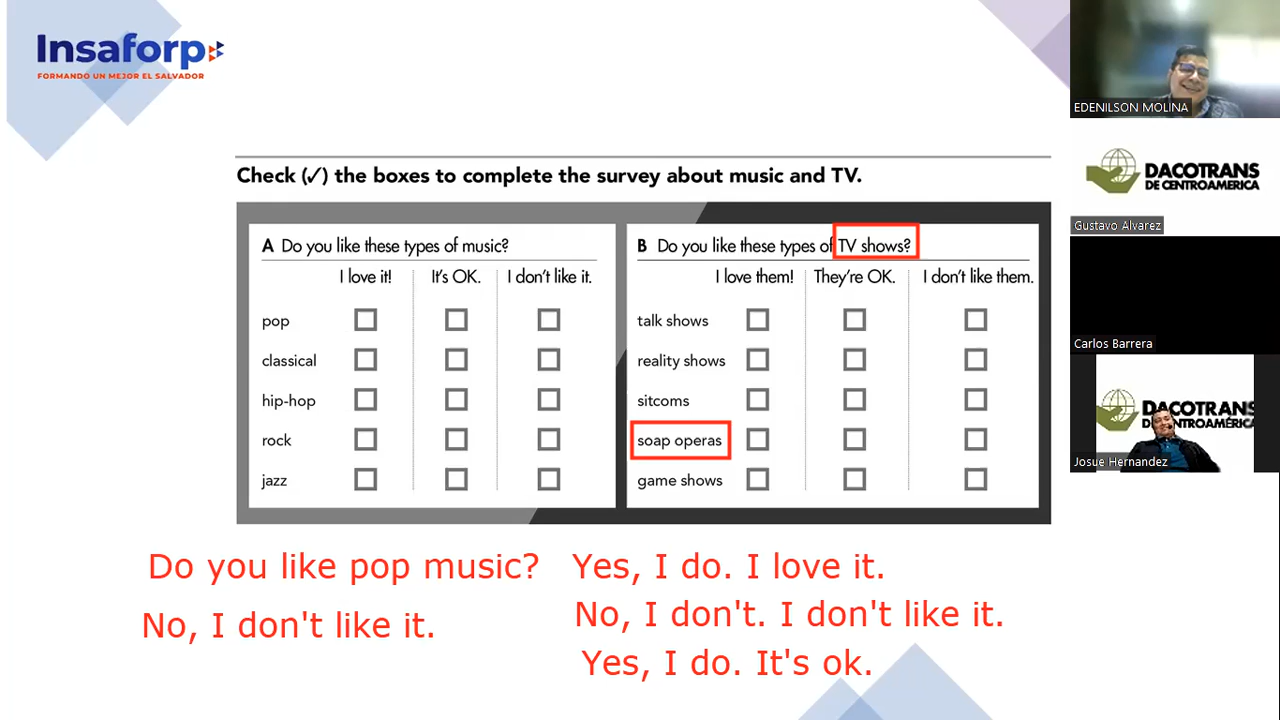 Insaforp
FORMANDO UN MEJOR EL SALVADOR
Check (✓) the boxes to complete the survey about music and TV.
A Do you like these types of music?
I love it! It's OK. I don't like it.
pop
classical
hip-hop
rock
jazz
B Do you like these types of TV shows?
I love them! They're OK. I don't like them.
talk shows
reality shows
sitcoms
soap operas
game shows
Do you like pop music? Yes, I do. I love it.
No, I don't like it. No, I don't. I don't like it.
Yes, I do. It's ok.
EDENILSON MOLINA
DACOTRANS
DE CENTROAMERICA
Gustavo Alvarez
Carlos Barrera
DACOTRANS
DE CENTROAMÉRICA
Josue Hernandez